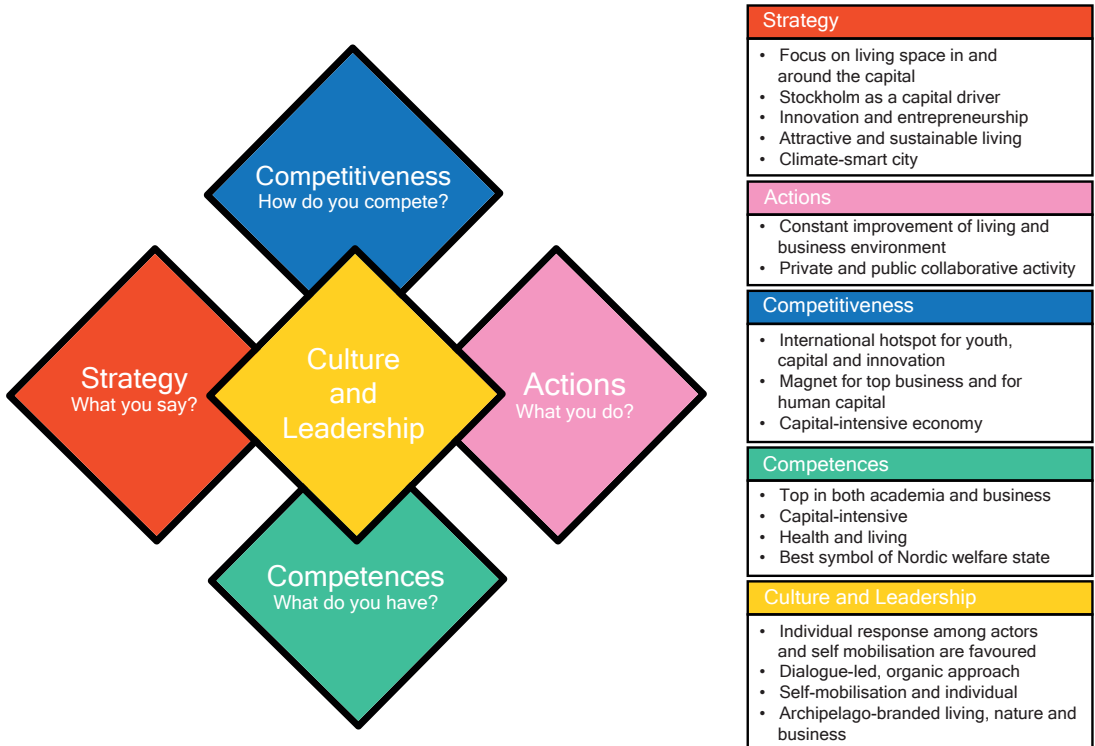 Competitiveness
How do you compete?
Strategy
What you say?
Culture
and
Leadership
Actions
What you do?
Competences
What do you have?
Strategy
• Focus on living space in and
around the capital
• Stockholm as a capital driver
• Innovation and entrepreneurship
• Attractive and sustainable living
• Climate-smart city
Actions
• Constant improvement of living and
business environment
• Private and public collaborative activity
Competitiveness
• International hotspot for youth,
capital and innovation
• Magnet for top business and for
human capital
• Capital-intensive economy
Competences
• Top in both academia and business
• Capital-intensive
• Health and living
• Best symbol of Nordic welfare state
Culture and Leadership
• Individual response among actors
and self mobilisation are favoured
• Dialogue-led, organic approach
• Self-mobilisation and individual
• Archipelago-branded living, nature and
business